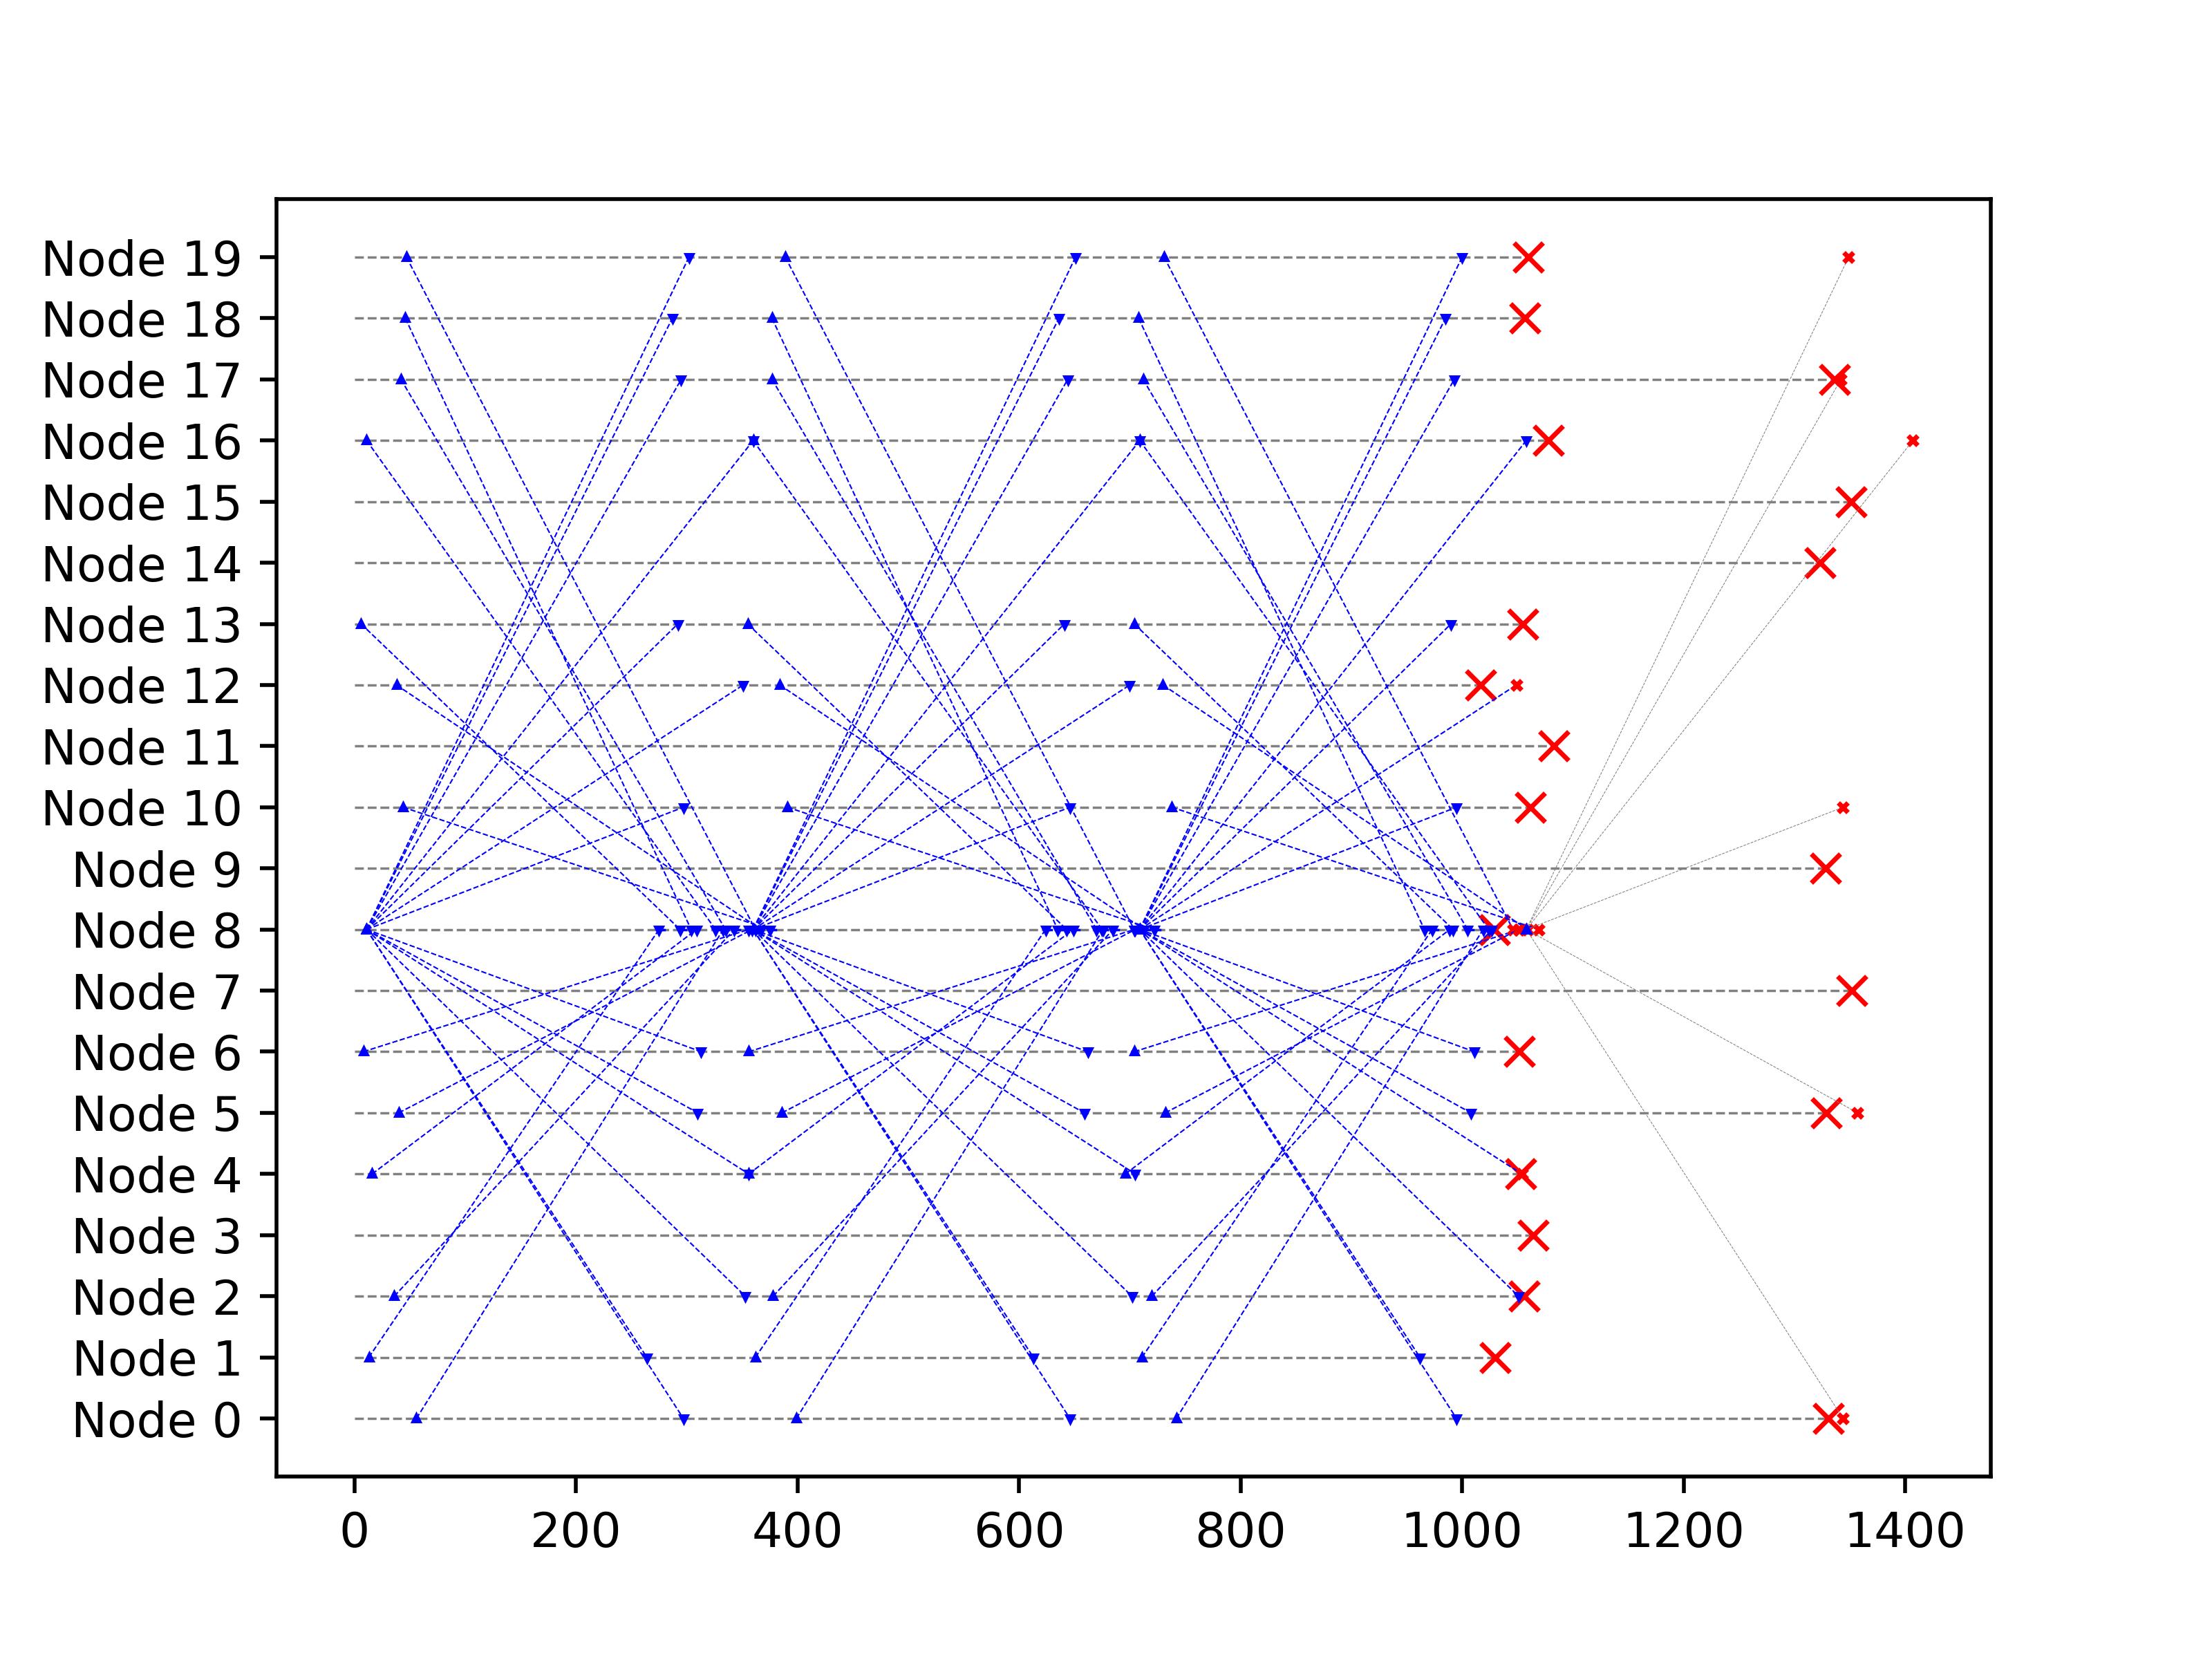 Node 19
Node 18
Node 17
Node 16
Node 15
Node 14
Node 13
Node 12
Node 11
Node 10
Node 9
Node 8
Node 7
Node 6
Node 5
Node 4
Node 3
Node 2
Node 1
Node 0
0 200 400 600 800 1000 1200 1400